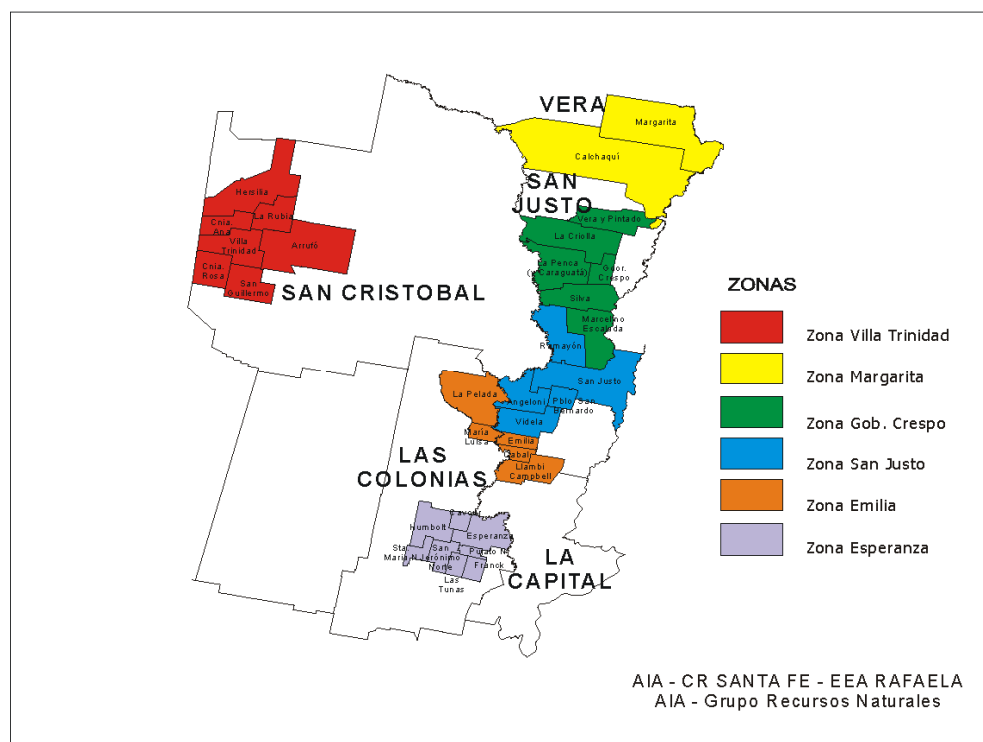 VERA
Margarita
Calchaquí
SAN
JUSTO
Vera y Pintado
La Criolla
La Penca
(y Caraguatá)
Gdor.
Crespo
Silva
Marcelino
Escalada
Ramayón
San Justo
Angeloni
Pblo. San
Bernardo
Videla
Hersilia
La Rubia
Cnia.
Ana
Villa
Trinidad
Arrufó
Cnia.
Rosa
San
Guillermo
SAN CRISTOBAL
La Pelada
María
Luisa
Emilia
Cabal
Llambi
Campbell
LAS
COLONIAS
Cavour
Humbolt
Esperanza
Sta.
María N.
San
Jerónimo
Norte
Pujato N.
Franck
Las
Tunas
LA
CAPITAL
ZONAS
Zona Villa Trinidad
Zona Margarita
Zona Gob. Crespo
Zona San Justo
Zona Emilia
Zona Esperanza
AIA - CR SANTA FE - EEA RAFAELA
AIA - Grupo Recursos Naturales